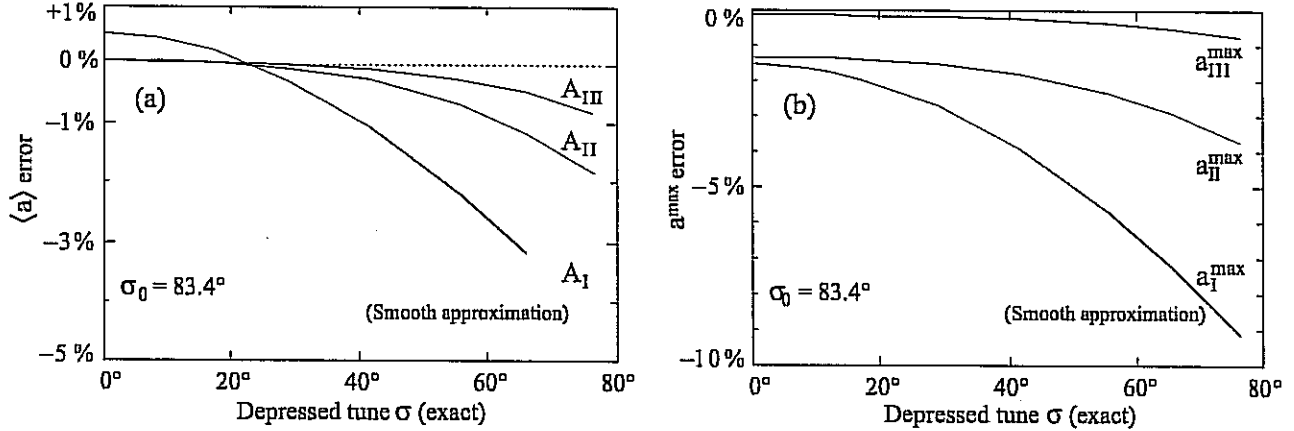 +1%
0%
−1%
−3%
−5%
⟨a⟩ error
(a)
A_III
A_II
A_I
σ₀ = 83.4°
(Smooth approximation)
0° 20° 40° 60° 80°
Depressed tune σ (exact)
0%
−5%
−10%
a^max error
(b)
a_III^max
a_II^max
a_I^max
σ₀ = 83.4°
(Smooth approximation)
0° 20° 40° 60° 80°
Depressed tune σ (exact)